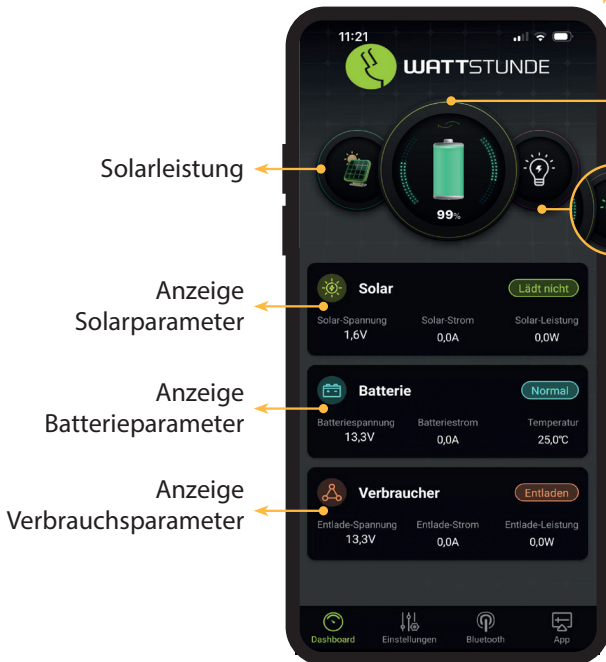 11:21
WATTSTUNDE
Solarleistung
99%
Anzeige
Solarparameter
Solar
Lädt nicht
Solar-Spannung Solar-Strom Solar-Leistung
1,6V 0,0A 0,0W
Anzeige
Batterieparameter
Batterie
Normal
Batteriespannung Batteriestrom Temperatur
13,3V 0,0A 25,0°C
Anzeige
Verbrauchsparameter
Verbraucher
Entladen
Entlade-Spannung Entlade-Strom Entlade-Leistung
13,3V 0,0A 0,0W
Dashboard Einstellungen Bluetooth App